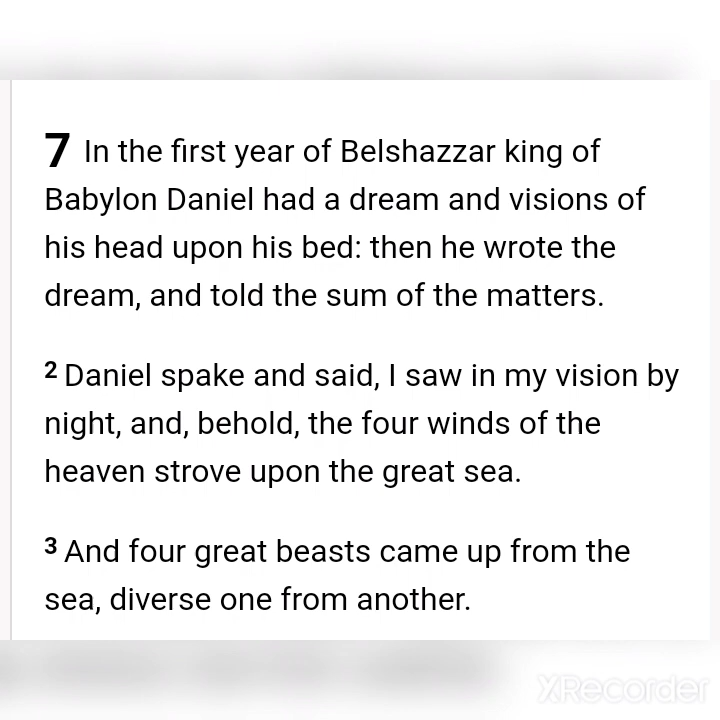 7 In the first year of Belshazzar king of
Babylon Daniel had a dream and visions of
his head upon his bed: then he wrote the
dream, and told the sum of the matters.
2 Daniel spake and said, I saw in my vision by
night, and, behold, the four winds of the
heaven strove upon the great sea.
3 And four great beasts came up from the
sea, diverse one from another.
XRecorder